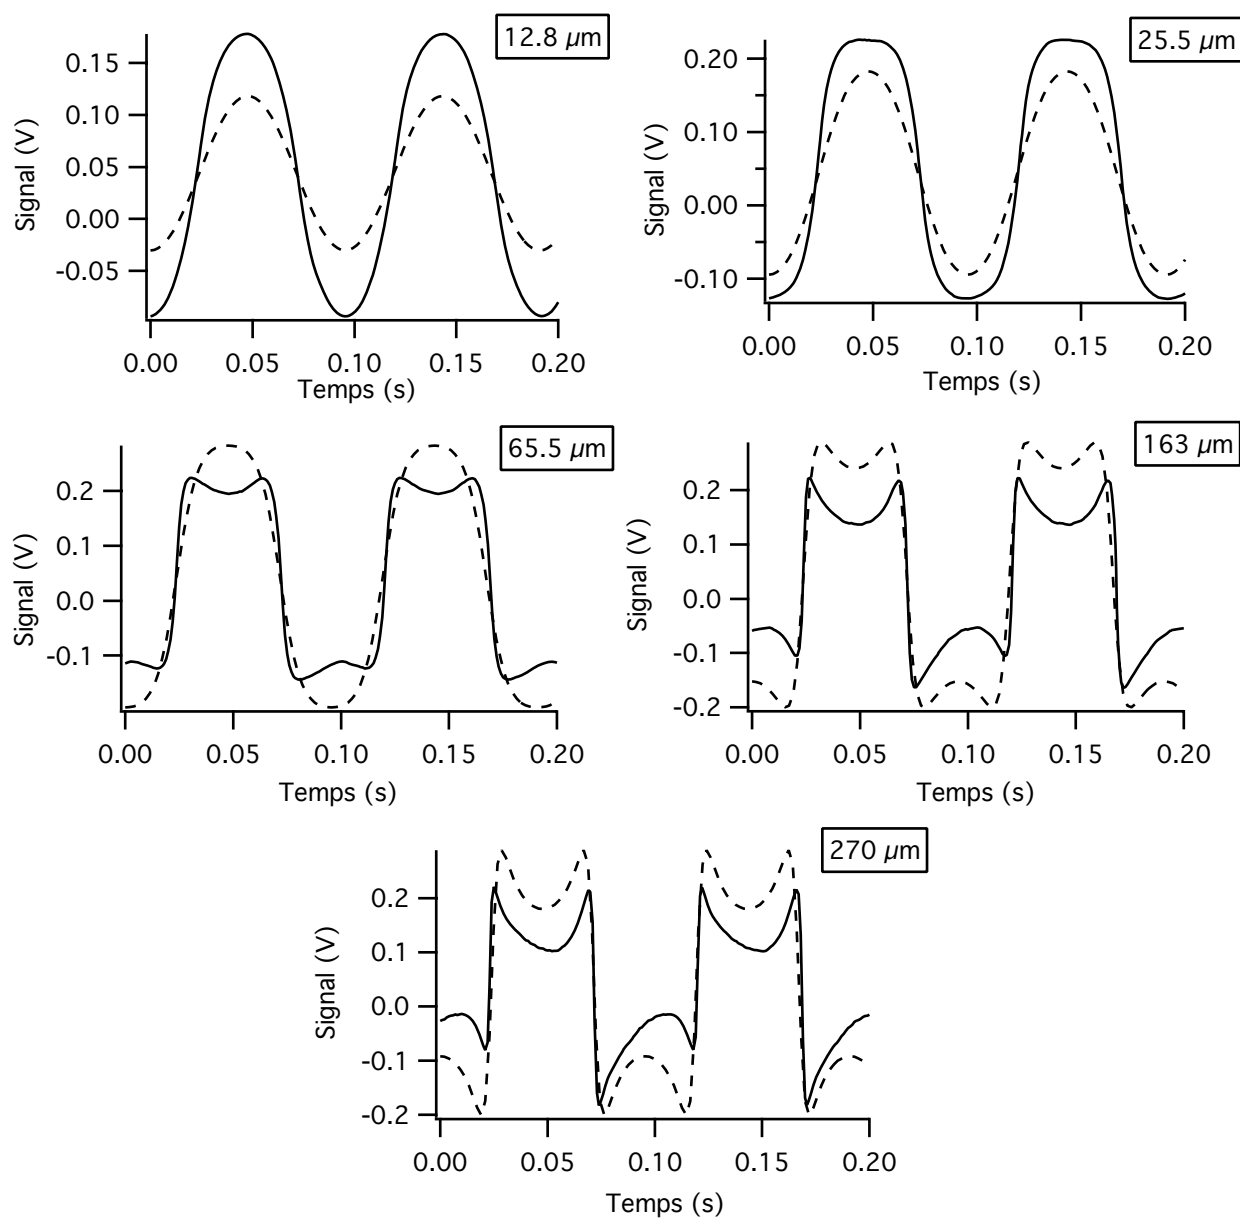 12.8 µm
0.15
0.10
0.05
0.00
-0.05
Signal (V)
0.00 0.05 0.10 0.15 0.20
Temps (s)
25.5 µm
0.20
0.10
0.00
-0.10
Signal (V)
0.00 0.05 0.10 0.15 0.20
Temps (s)
65.5 µm
0.2
0.1
0.0
-0.1
Signal (V)
0.00 0.05 0.10 0.15 0.20
Temps (s)
163 µm
0.2
0.1
0.0
-0.1
-0.2
Signal (V)
0.00 0.05 0.10 0.15 0.20
Temps (s)
270 µm
0.2
0.1
0.0
-0.1
-0.2
Signal (V)
0.00 0.05 0.10 0.15 0.20
Temps (s)